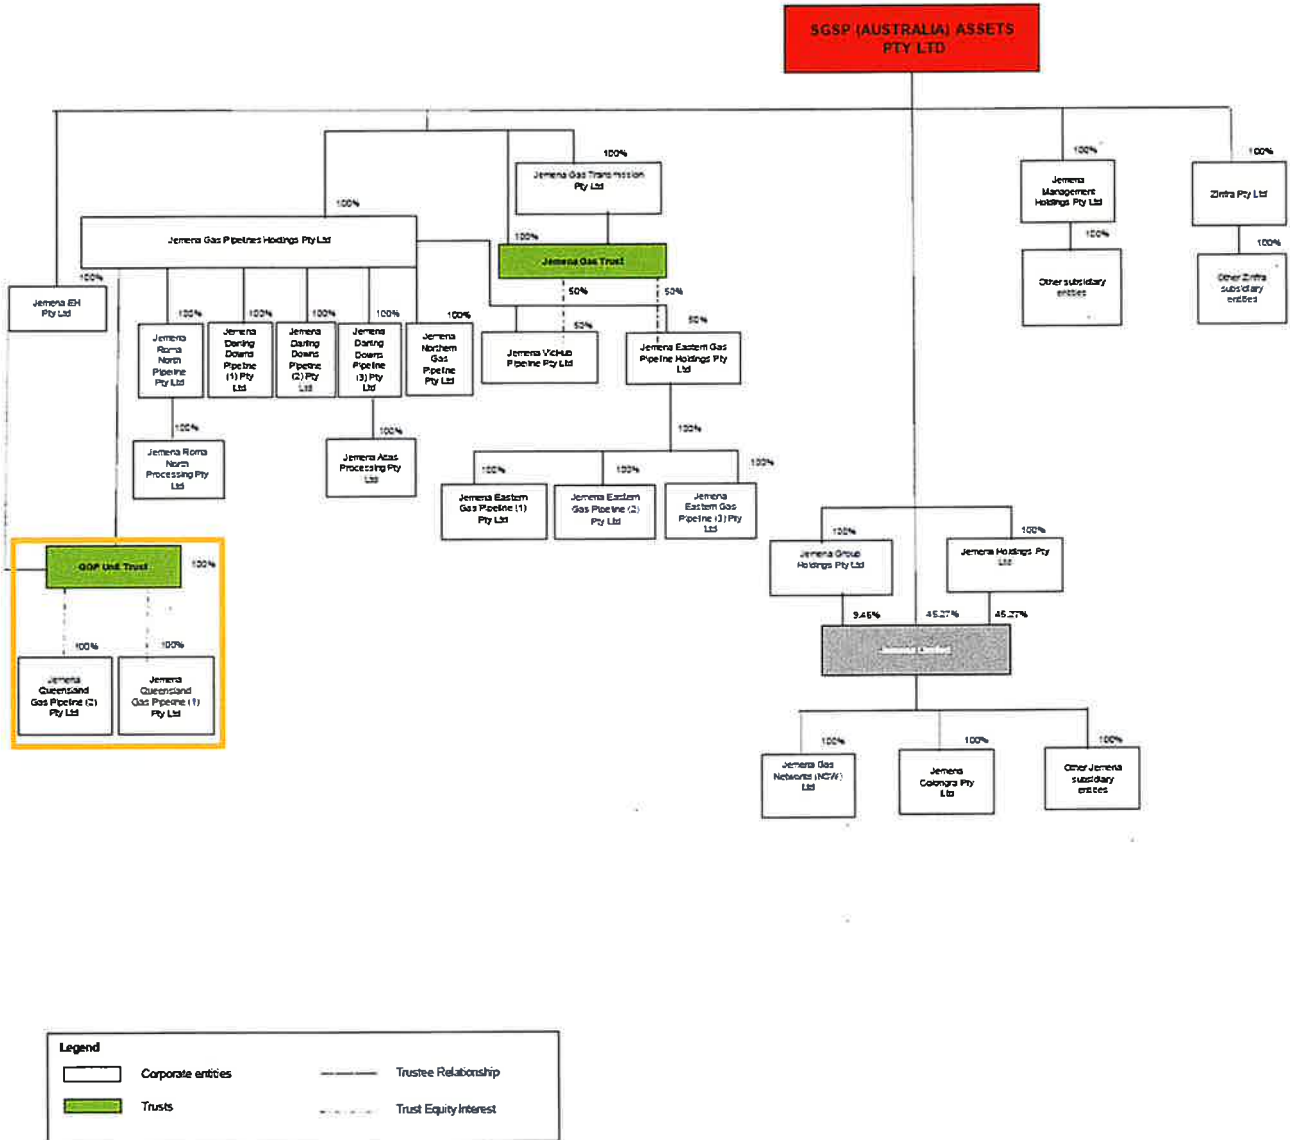 SGSP (AUSTRALIA) ASSETS
PTY LTD
100%
Jemena Gas Transmission
Pty Ltd
100%
Jemena
Management
Holdings Pty Ltd
100%
Zinfra Pty Ltd
100%
Jemena Gas Pipelines Holdings Pty Ltd
100%
Jemena Gas Trust
100%
Other subsidiary
entities
100%
Other Zinfra
subsidiary
entities
100%
Jemena EH
Pty Ltd
50%
50%
100%
Jemena
Roma
North
Pipeline
Pty Ltd
100%
Jemena
Darling
Downs
Pipeline
(1) Pty
Ltd
100%
Jemena
Darling
Downs
Pipeline
(2) Pty
Ltd
100%
Jemena
Darling
Downs
Pipeline
(3) Pty
Ltd
100%
Jemena
Northern
Gas
Pipeline
Pty Ltd
50%
Jemena VicHub
Pipeline Pty Ltd
50%
Jemena Eastern Gas
Pipeline Holdings Pty
Ltd
100%
Jemena Roma
North
Processing Pty
Ltd
100%
Jemena Atlas
Processing Pty
Ltd
100%
100%
Jemena Eastern
Gas Pipeline (1)
Pty Ltd
100%
Jemena Eastern
Gas Pipeline (2)
Pty Ltd
100%
Jemena
Eastern Gas
Pipeline (3) Pty
Ltd
100%
Jemena Group
Holdings Pty Ltd
100%
Jemena Holdings Pty
Ltd
QGP Unit Trust
100%
9.46%
45.27%
45.27%
Jemena Limited
100%
Jemena
Queensland
Gas Pipeline (2)
Pty Ltd
100%
Jemena
Queensland
Gas Pipeline (1)
Pty Ltd
100%
Jemena Gas
Networks (NSW)
Ltd
100%
Jemena
Colongra Pty
Ltd
100%
Other Jemena
subsidiary
entities
Legend
Corporate entities
Trustee Relationship
Trusts
Trust Equity Interest